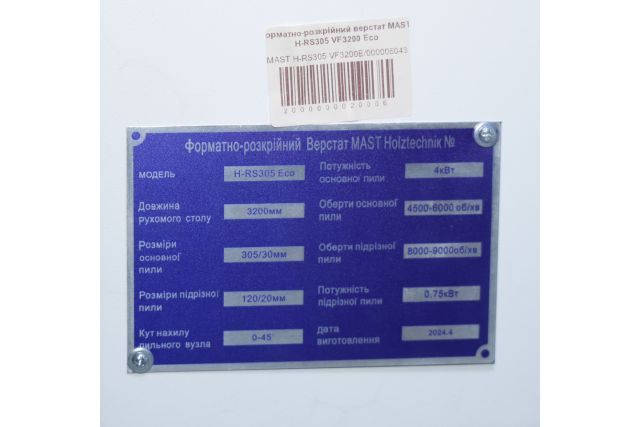 орматно-розкрійний верстат MAST
H-RS305 VF3200 Eco
MAST H-RS305 VF3200E/000006043
2000000020006
Форматно-розкрійний Верстат MAST Holztechnik №
МОДЕЛЬ H-RS305 Eco
Потужність основної пили 4кВт
Довжина рухомого столу 3200мм
Оберти основної пили 4500-6000 об/хв
Розміри основної пили 305/30мм
Оберти підрізної пили 8000-9000об/хв
Розміри підрізної пили 120/20мм
Потужність підрізної пили 0.75кВт
Кут нахилу пильного вузла 0-45°
Дата виготовлення 2024.4